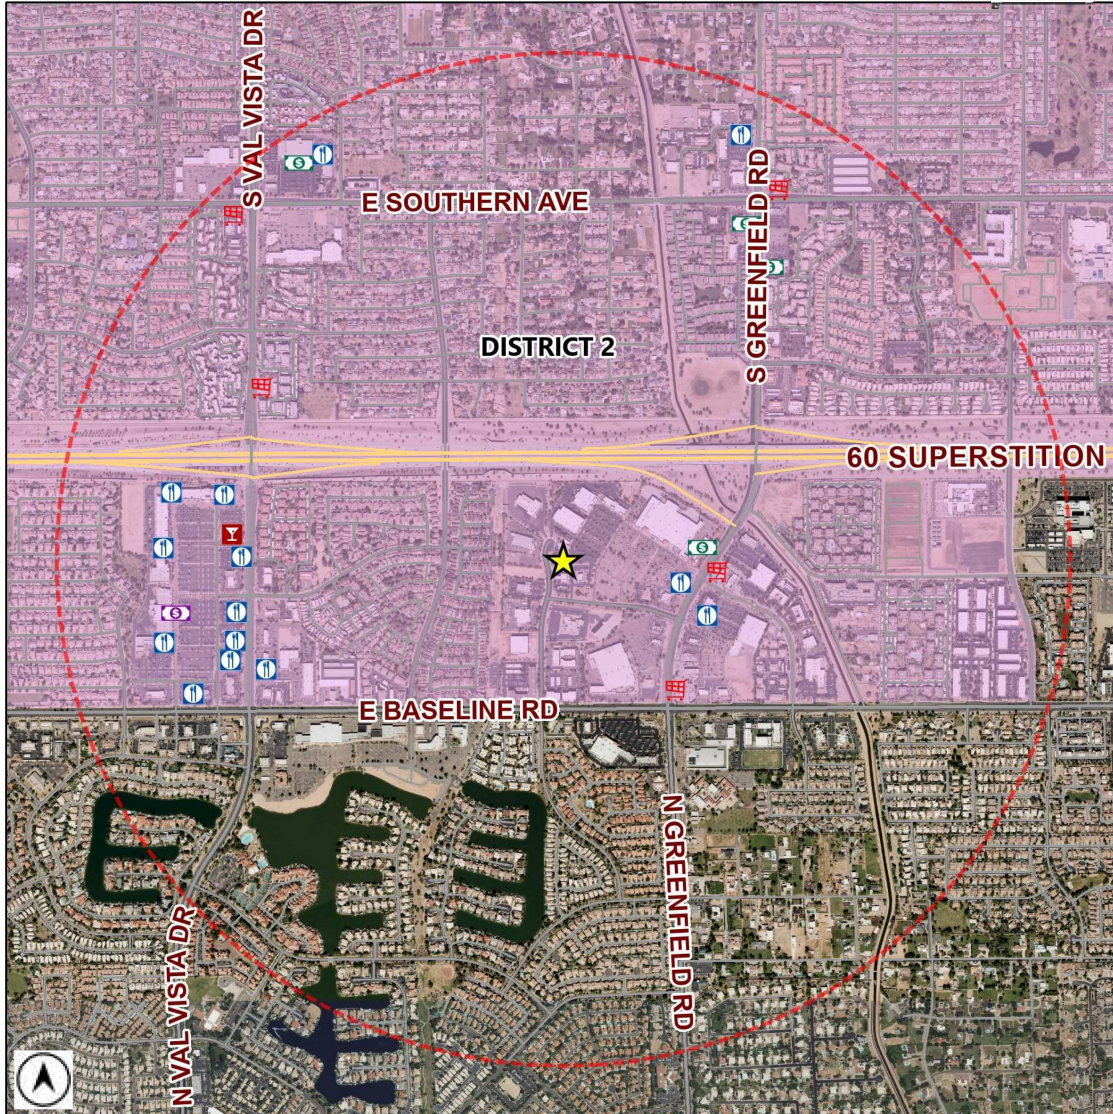 S VAL VISTA DR
E SOUTHERN AVE
S GREENFIELD RD
DISTRICT 2
60 SUPERSTITION
E BASELINE RD
N VAL VISTA DR
N GREENFIELD RD
$
$
$
$
$